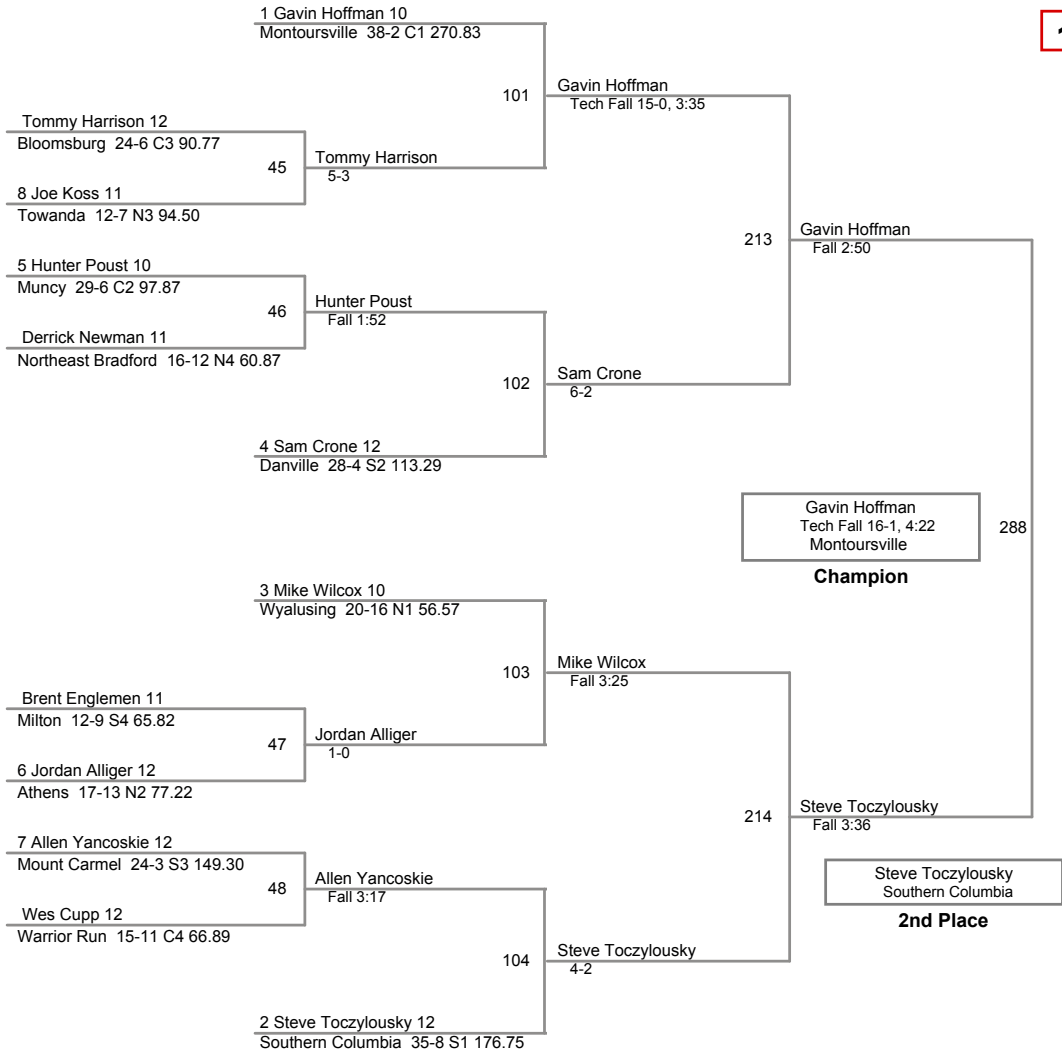 1 Gavin Hoffman 10
Montoursville 38-2 C1 270.83
101
Gavin Hoffman
Tech Fall 15-0, 3:35
Tommy Harrison 12
Bloomsburg 24-6 C3 90.77
45
Tommy Harrison
5-3
8 Joe Koss 11
Towanda 12-7 N3 94.50
213
Gavin Hoffman
Fall 2:50
5 Hunter Poust 10
Muncy 29-6 C2 97.87
46
Hunter Poust
Fall 1:52
Derrick Newman 11
Northeast Bradford 16-12 N4 60.87
102
Sam Crone
6-2
4 Sam Crone 12
Danville 28-4 S2 113.29
Gavin Hoffman
Tech Fall 16-1, 4:22
Montoursville
288
Champion
3 Mike Wilcox 10
Wyalusing 20-16 N1 56.57
103
Mike Wilcox
Fall 3:25
Brent Englemen 11
Milton 12-9 S4 65.82
47
Jordan Alliger
1-0
6 Jordan Alliger 12
Athens 17-13 N2 77.22
214
Steve Toczylousky
Fall 3:36
7 Allen Yancoskie 12
Mount Carmel 24-3 S3 149.30
48
Allen Yancoskie
Fall 3:17
Wes Cupp 12
Warrior Run 15-11 C4 66.89
Steve Toczylousky
Southern Columbia
2nd Place
104
Steve Toczylousky
4-2
2 Steve Toczylousky 12
Southern Columbia 35-8 S1 176.75